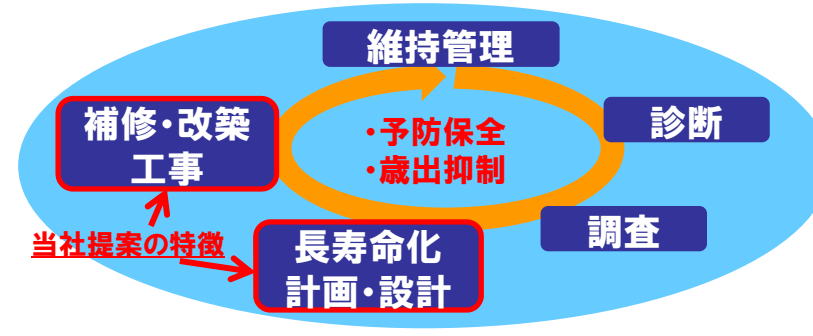 維持管理
補修・改築
工事
・予防保全
・歳出抑制
診断
調査
当社提案の特徴
長寿命化
計画・設計